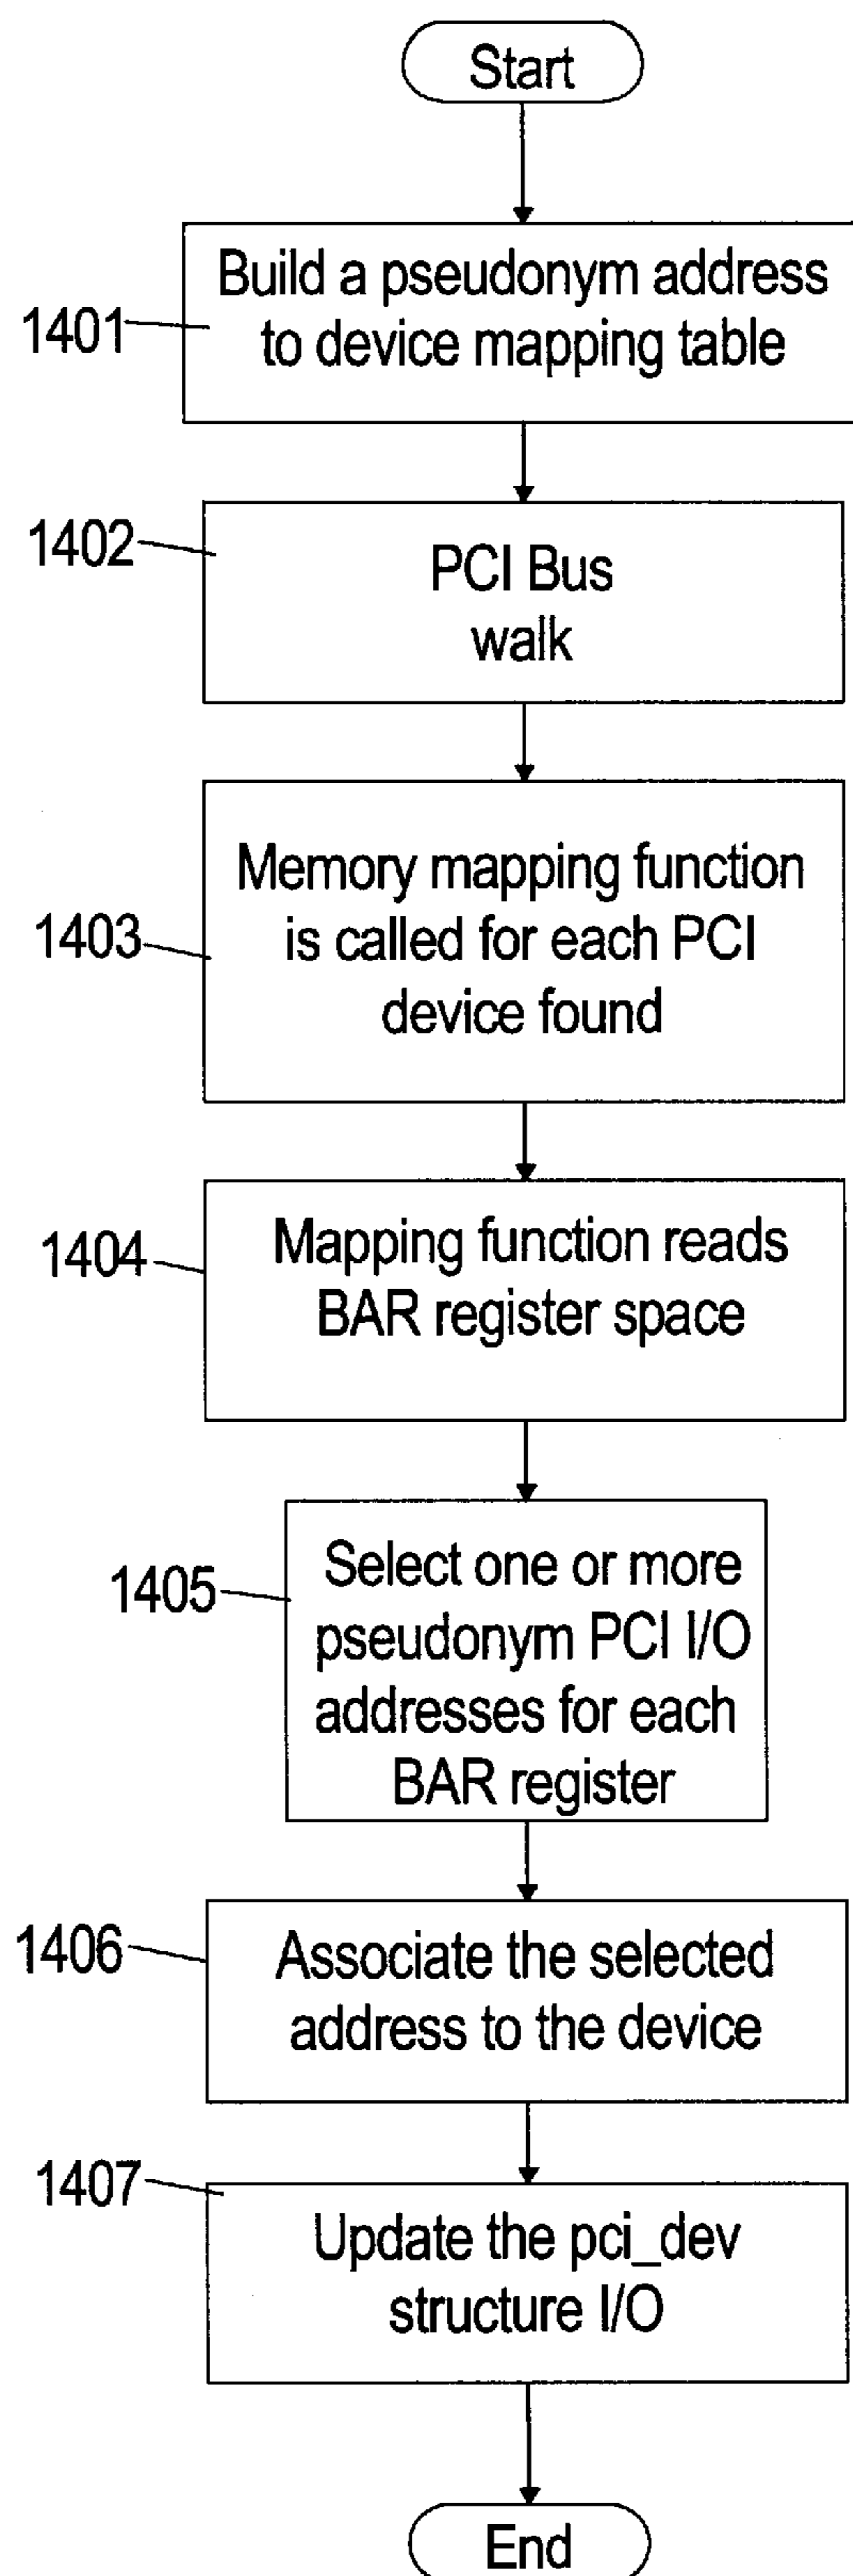 Start
1401
Build a pseudonym address
to device mapping table
1402
PCI Bus
walk
1403
Memory mapping function
is called for each PCI
device found
1404
Mapping function reads
BAR register space
1405
Select one or more
pseudonym PCI I/O
addresses for each
BAR register
1406
Associate the selected
address to the device
1407
Update the pci_dev
structure I/O
End